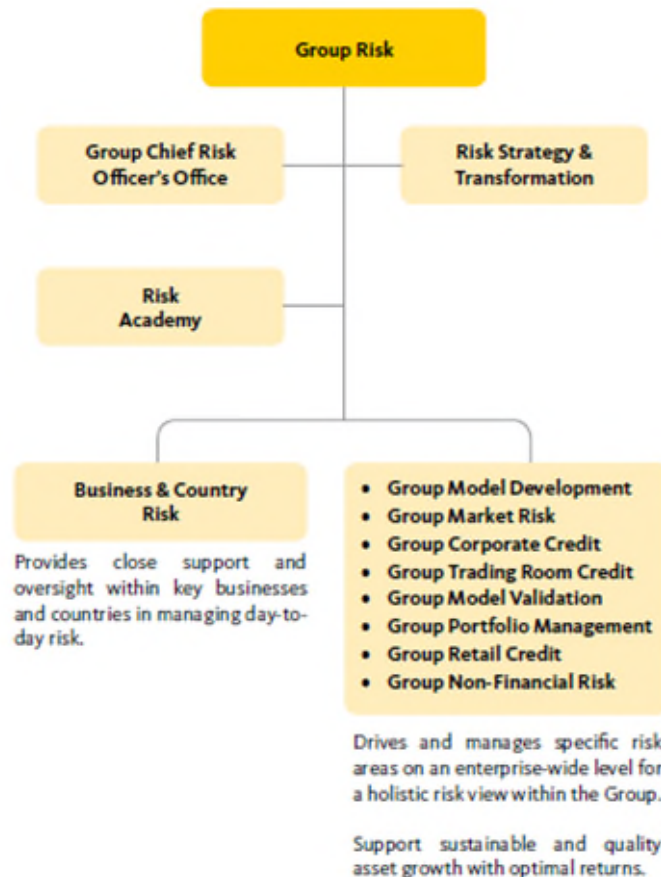 Group Risk
Group Chief Risk
Officer's Office
Risk Strategy &
Transformation
Risk
Academy
Business & Country
Risk
Provides close support and
oversight within key businesses
and countries in managing day-to-
day risk.
• Group Model Development
• Group Market Risk
• Group Corporate Credit
• Group Trading Room Credit
• Group Model Validation
• Group Portfolio Management
• Group Retail Credit
• Group Non-Financial Risk
Drives and manages specific risk
areas on an enterprise-wide level for
a holistic risk view within the Group.
Support sustainable and quality
asset growth with optimal returns.